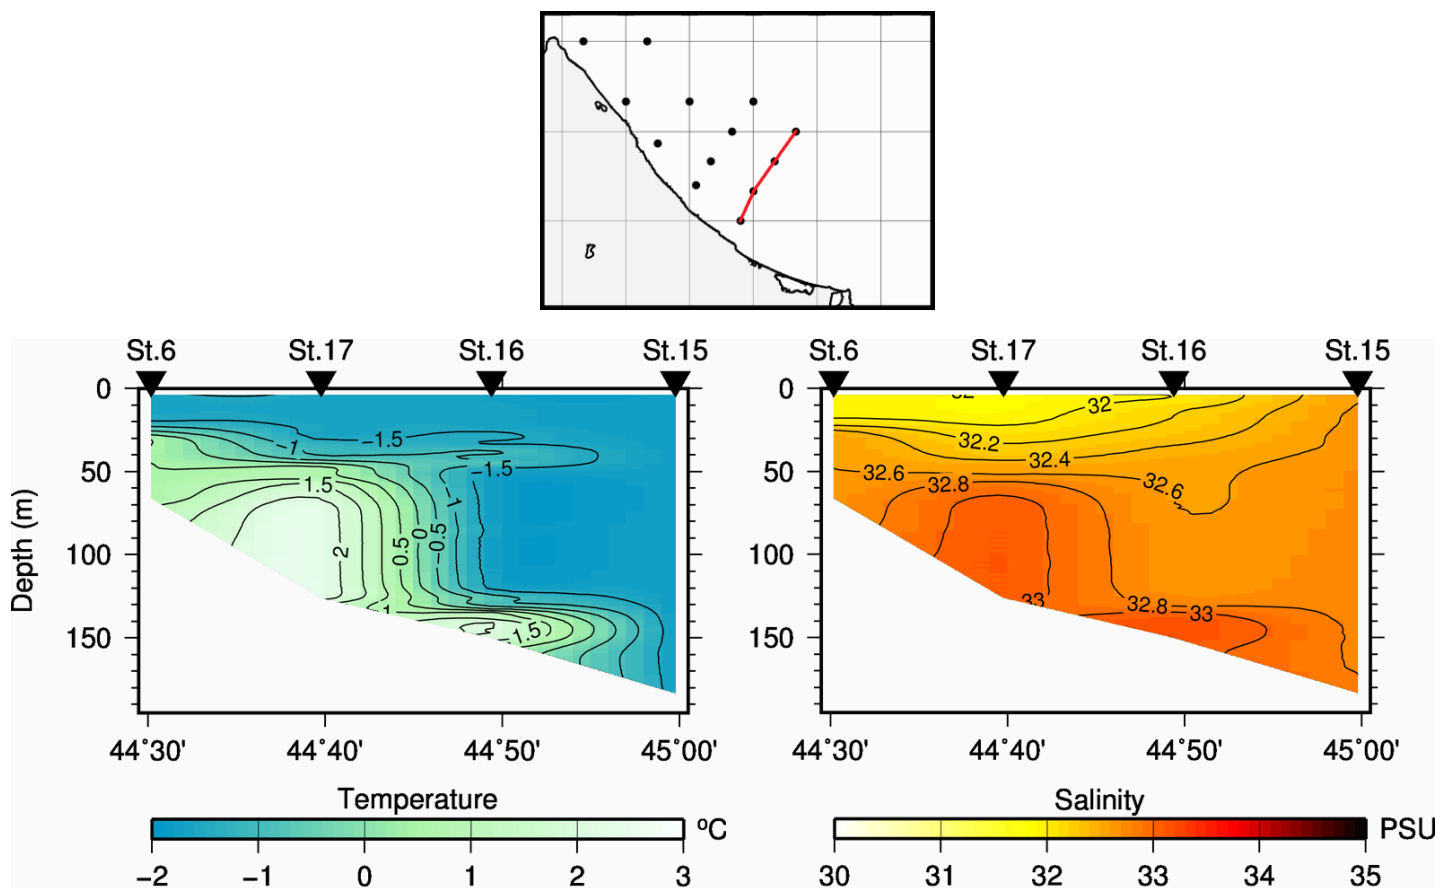 St.6 St.17 St.16 St.15 St.6 St.17 St.16 St.15
0 0
−1.5 32 32
−1 32.2
32.4
50 −1.5 50 32.6 32.6
1.5 −1 32.8
Depth (m)
100 2 0.5 0 −0.5 100
1 33 32.8 33
150 1.5 150
44˚30' 44˚40' 44˚50' 45˚00' 44˚30' 44˚40' 44˚50' 45˚00'
Temperature Salinity
ºC PSU
−2 −1 0 1 2 3 30 31 32 33 34 35